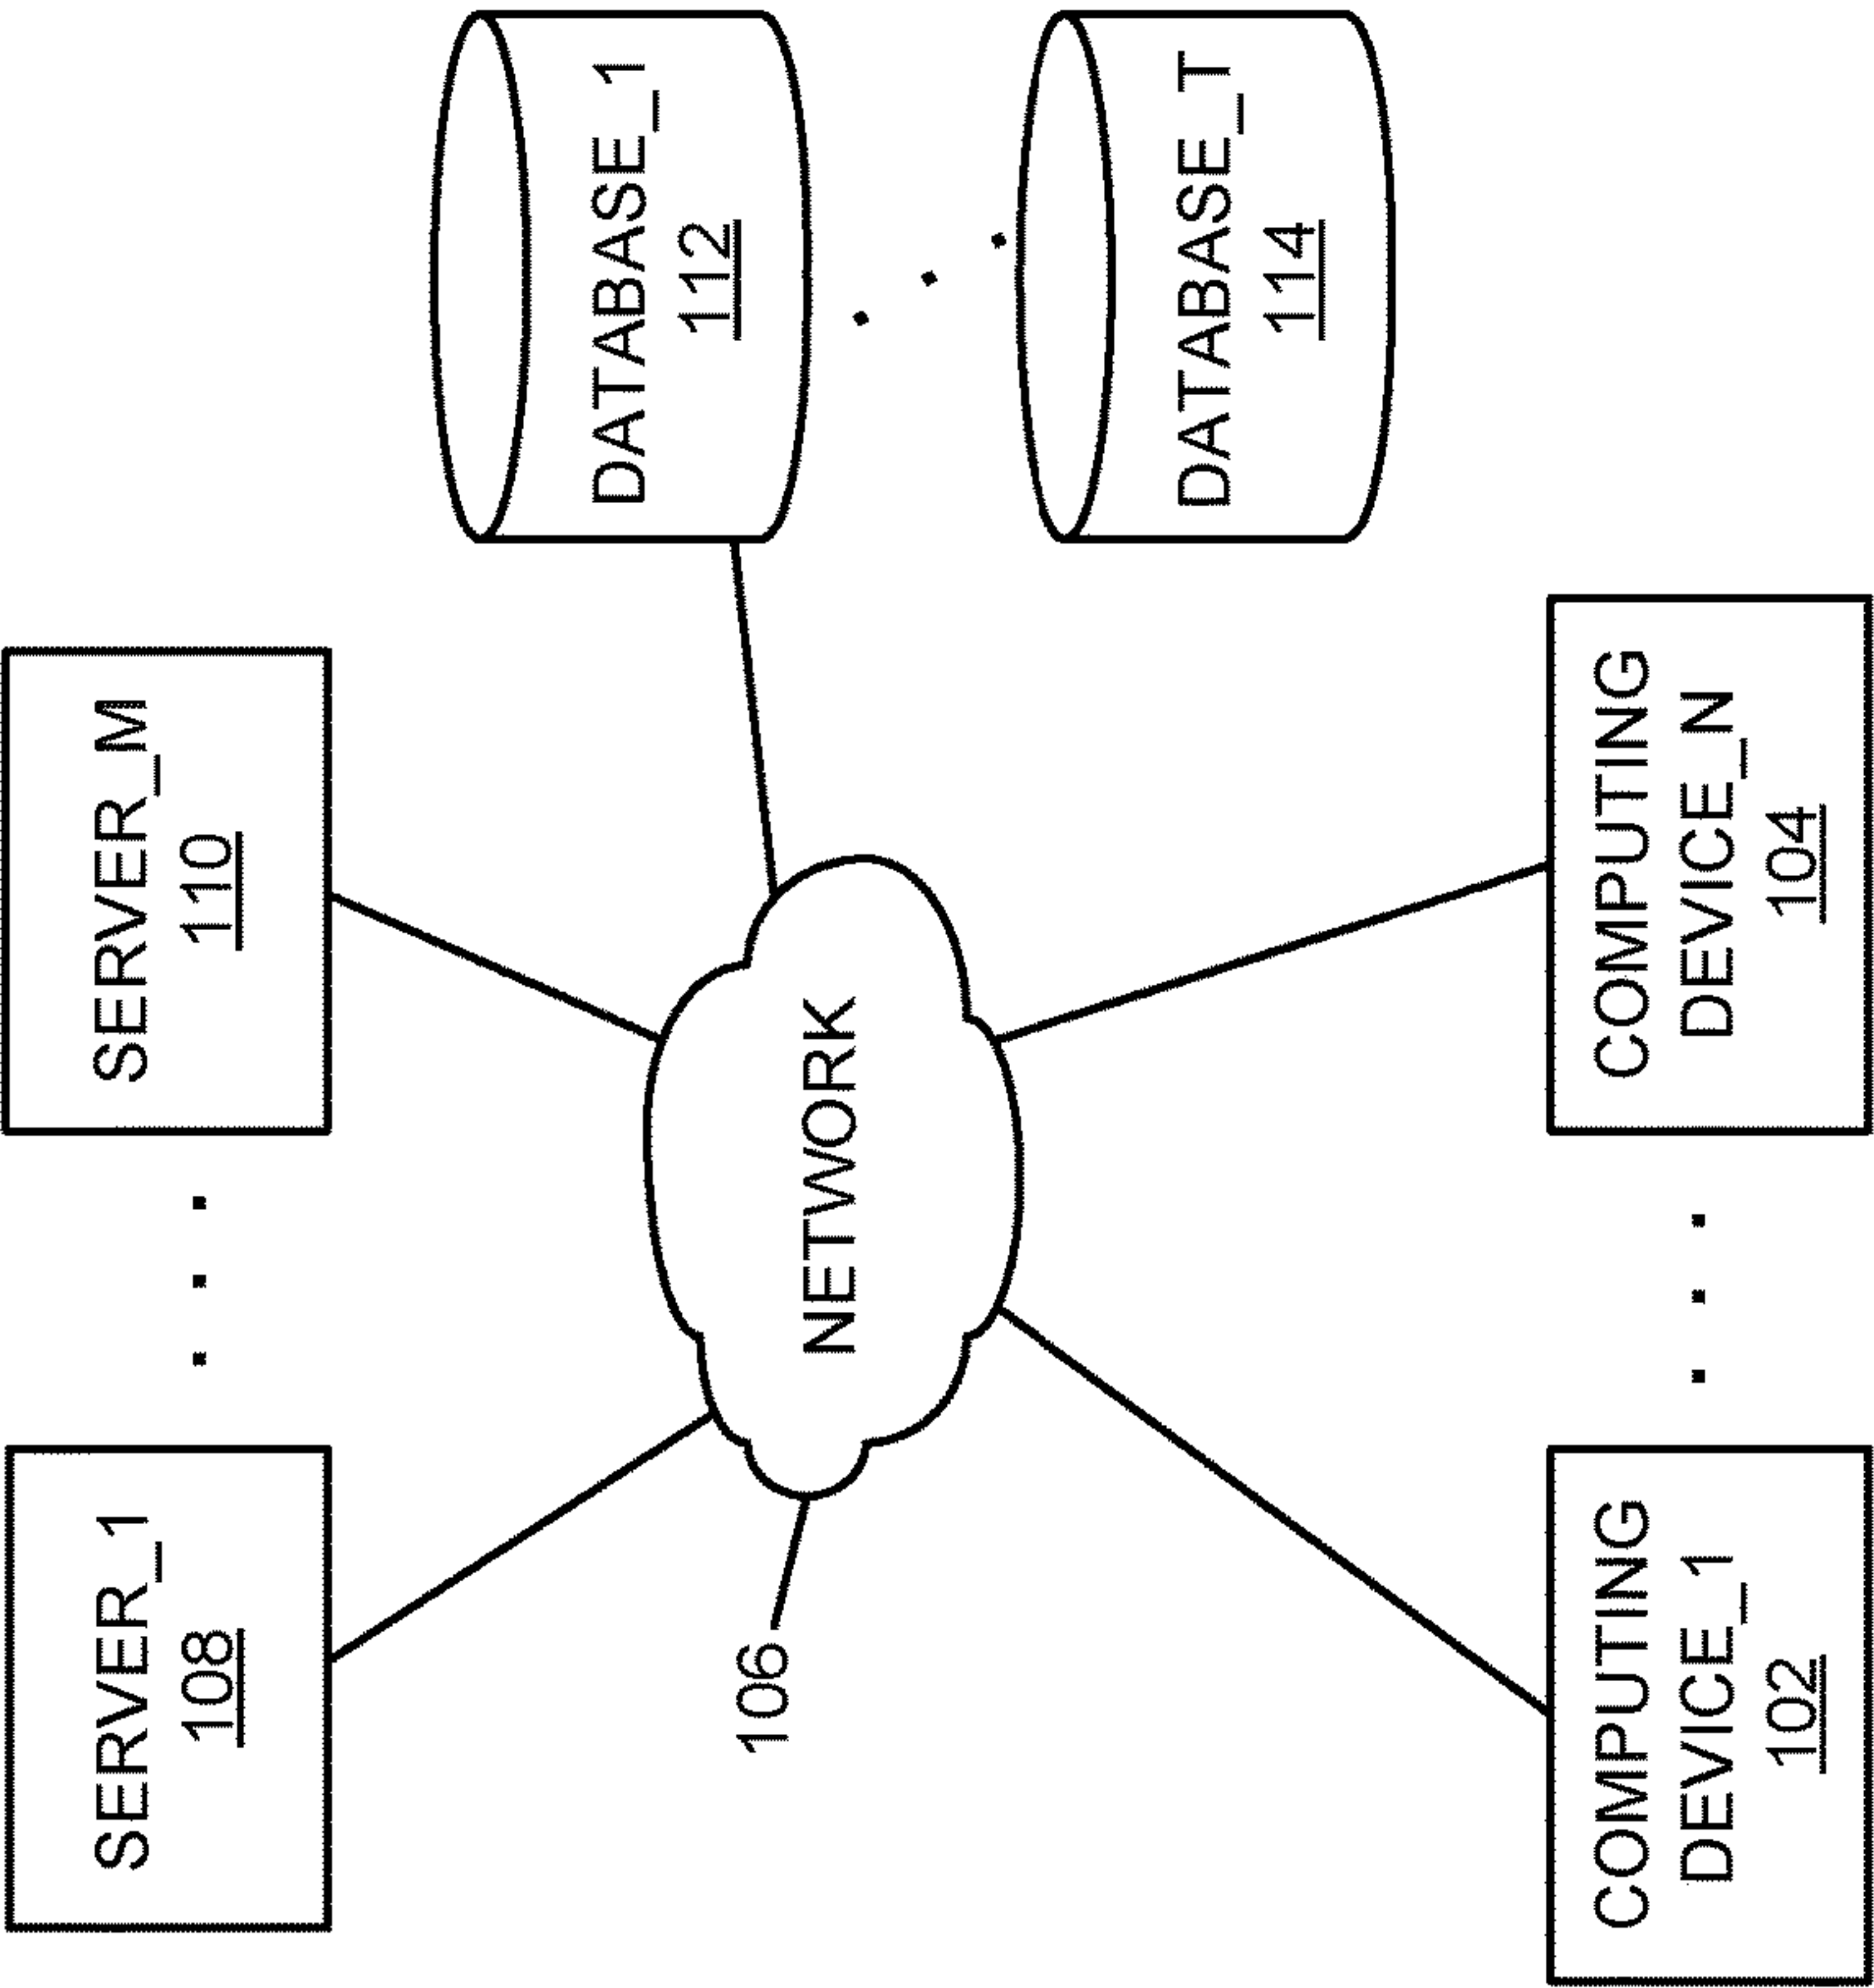 SERVER_1
108
SERVER_M
110
DATABASE_1
112
DATABASE_T
114
NETWORK
106
COMPUTING
DEVICE_1
102
COMPUTING
DEVICE_N
104